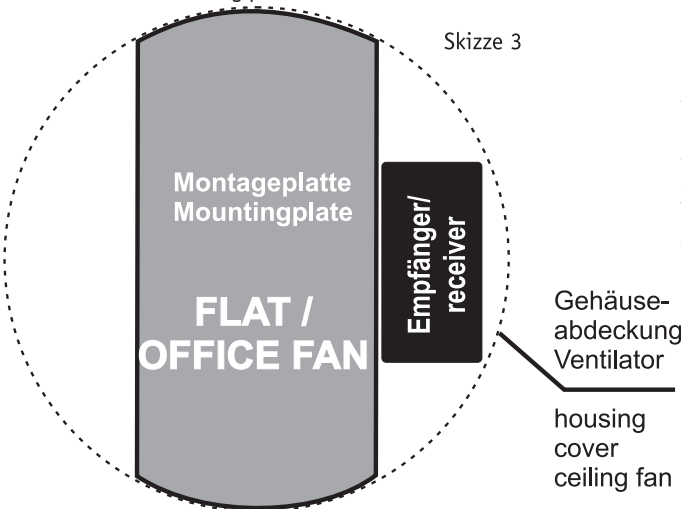 Skizze 3
Montageplatte
Mountingplate
FLAT /
OFFICE FAN
Empfänger/
receiver
Gehäuse-
abdeckung
Ventilator
housing
cover
ceiling fan